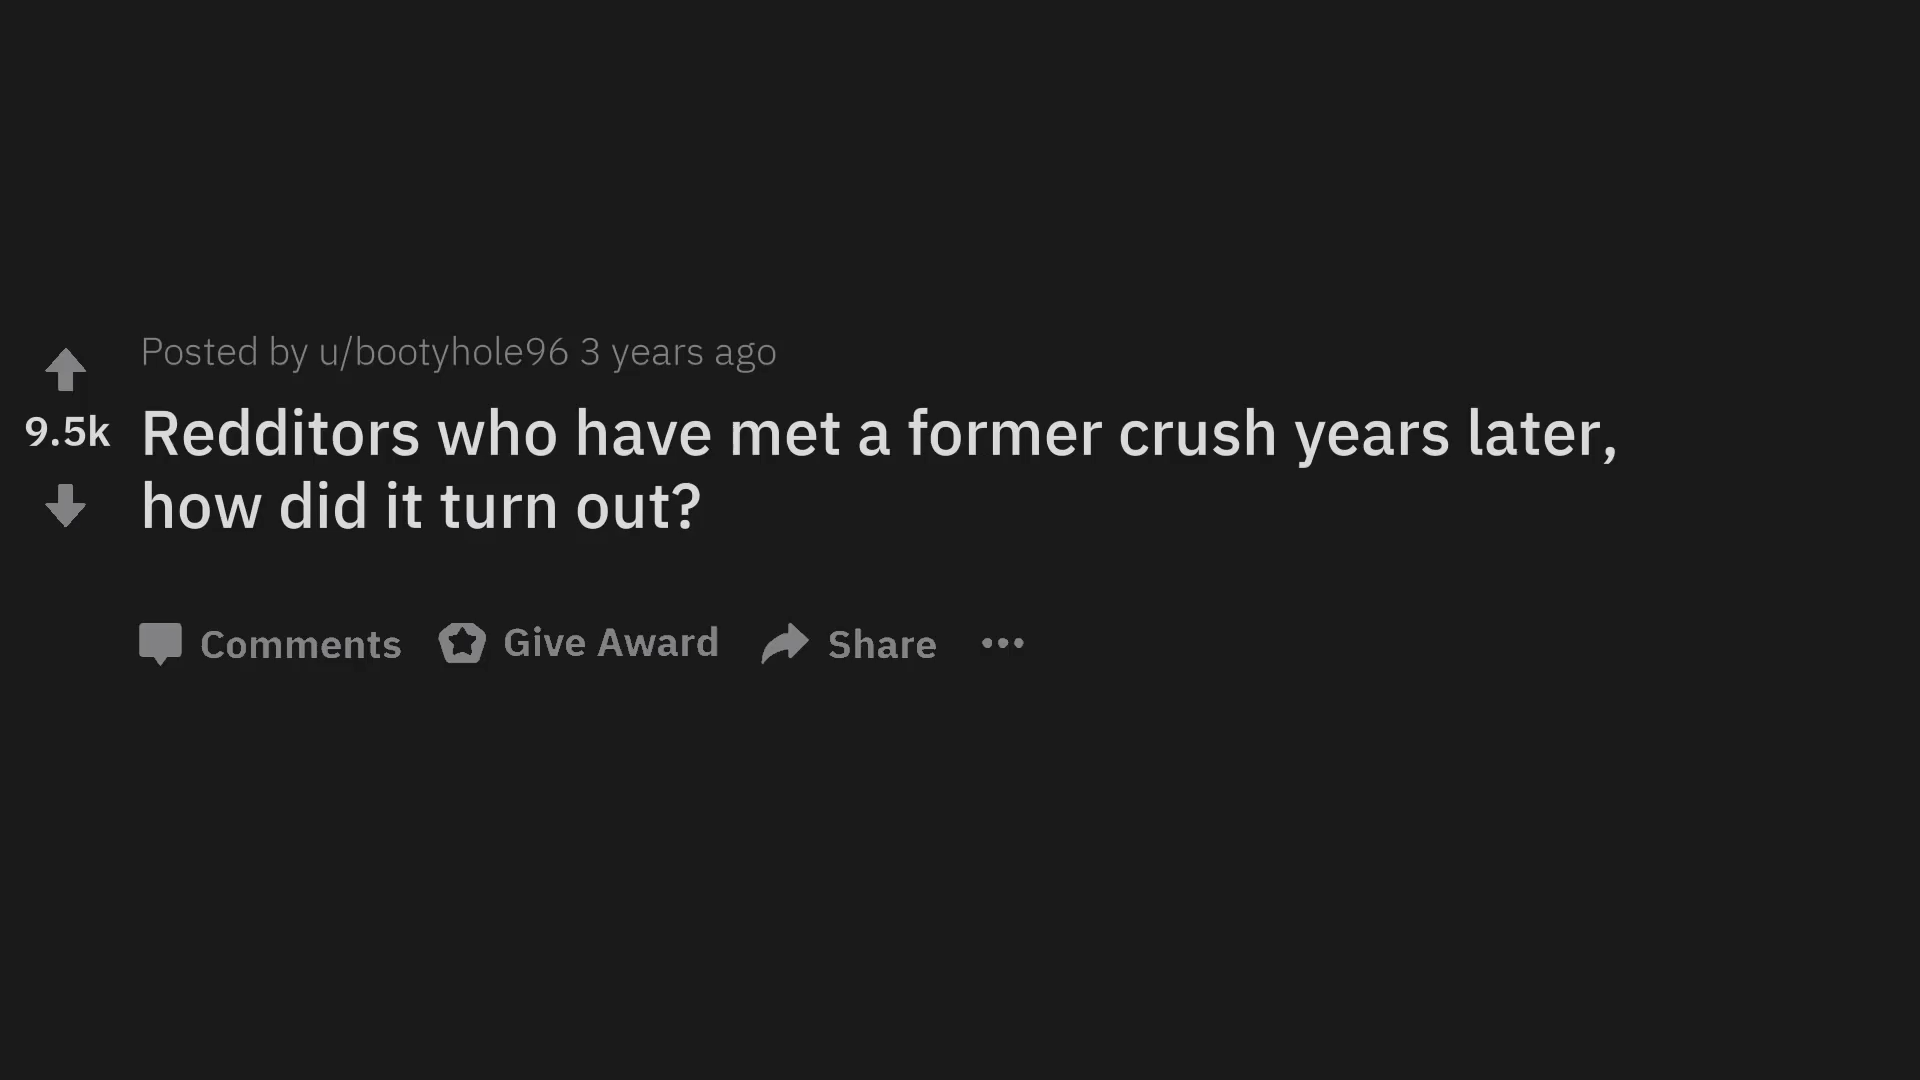 Posted by u/bootyhole96 3 years ago
9.5k
Redditors who have met a former crush years later,
how did it turn out?
Comments Give Award Share